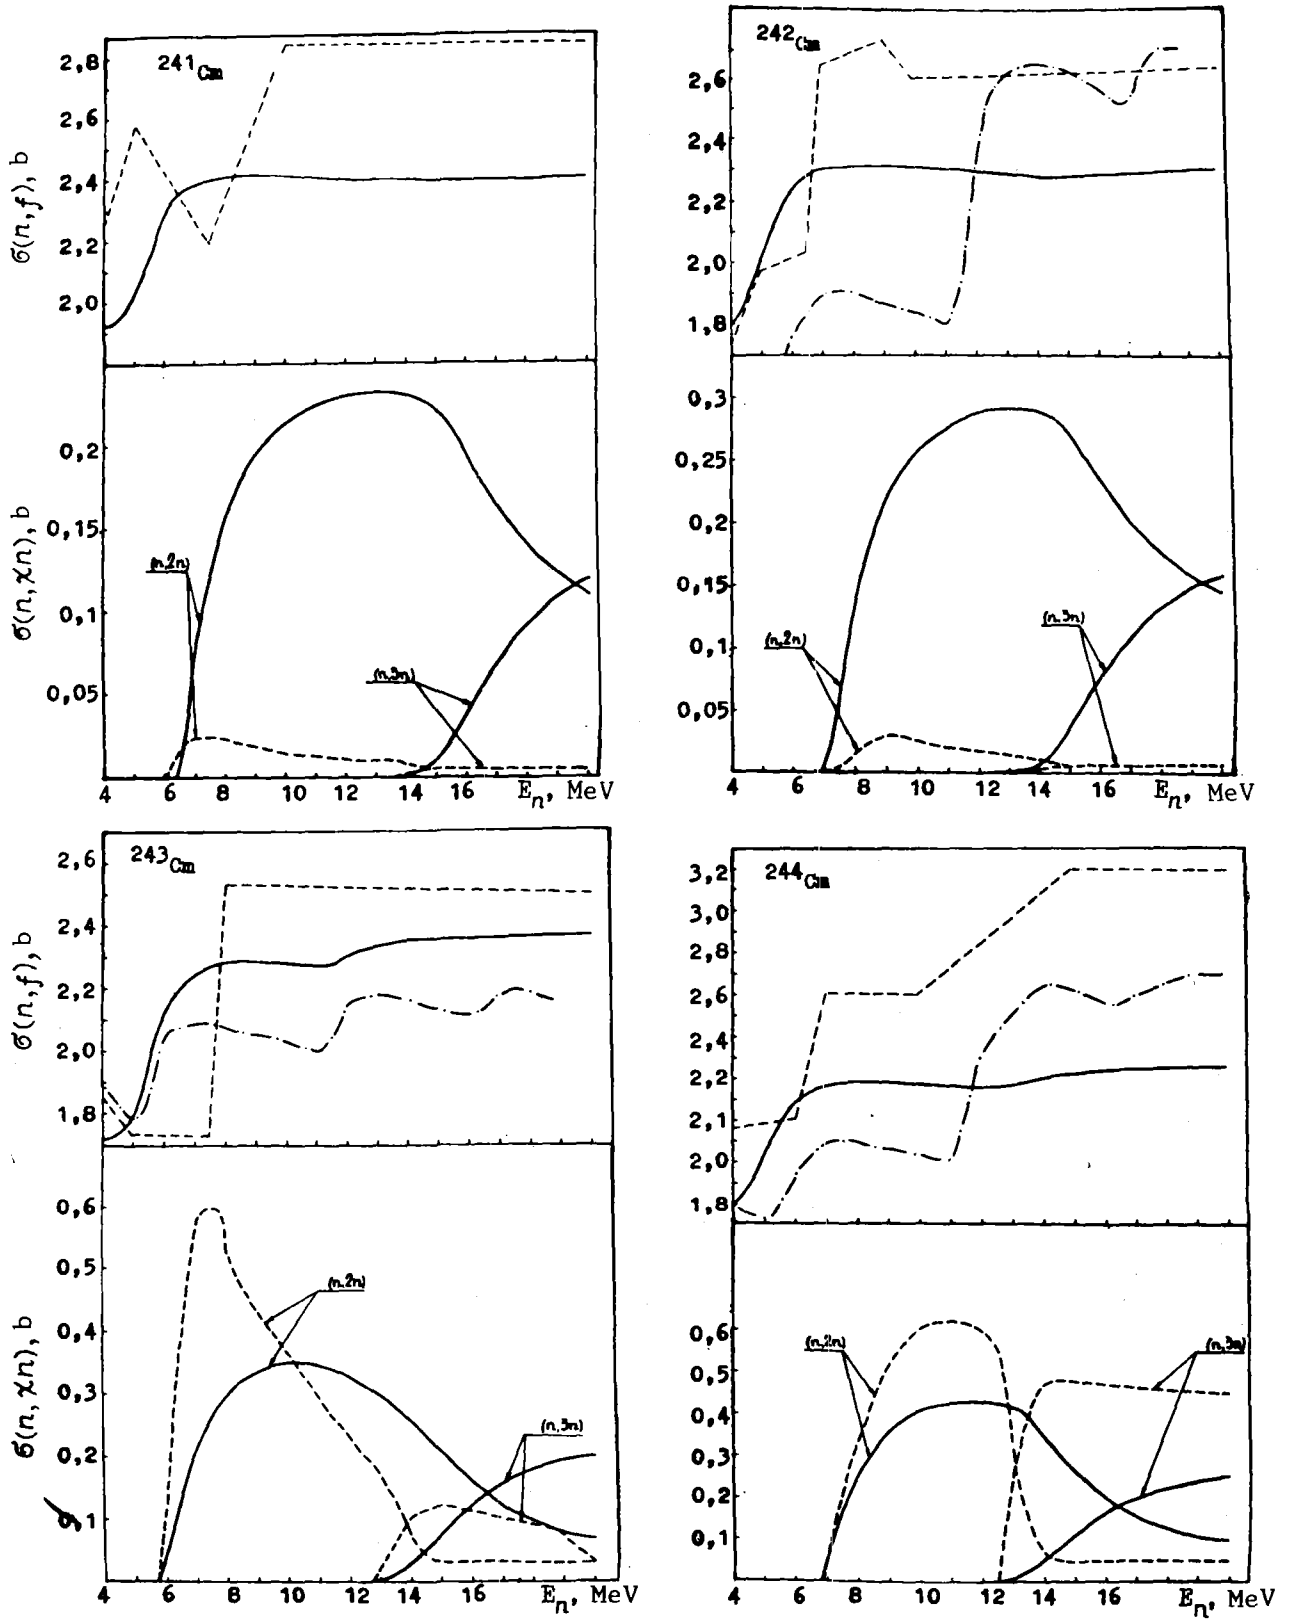 241Cm
2,8
2,6
2,4
2,2
2,0
σ(n,f), b
0,2
0,15
0,1
0,05
σ(n,xn), b
(n,2n)
(n,3n)
4 6 8 10 12 14 16 En, MeV
242Cm
2,6
2,4
2,2
2,0
1,8
0,3
0,25
0,2
0,15
0,1
0,05
(n,2n)
(n,3n)
4 6 8 10 12 14 16 En, MeV
243Cm
2,6
2,4
2,2
2,0
1,8
σ(n,f), b
0,6
0,5
0,4
0,3
0,2
0,1
σ(n,xn), b
(n,2n)
(n,3n)
4 6 8 10 12 14 16 En, MeV
244Cm
3,2
3,0
2,8
2,6
2,4
2,2
2,1
2,0
1,8
0,6
0,5
0,4
0,3
0,2
0,1
(n,2n)
(n,3n)
4 6 8 10 12 14 16 En, MeV